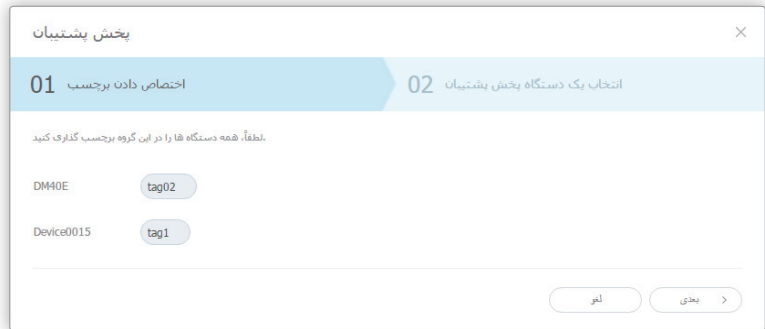 پخش پشتیبان
01 اختصاص دادن برچسب
02 انتخاب یک دستگاه پخش پشتیبان
لطفاً، همه دستگاه ها را در این گروه برچسب گذاری کنید.
DM40E tag02
Device0015 tag1
لغو بعدی